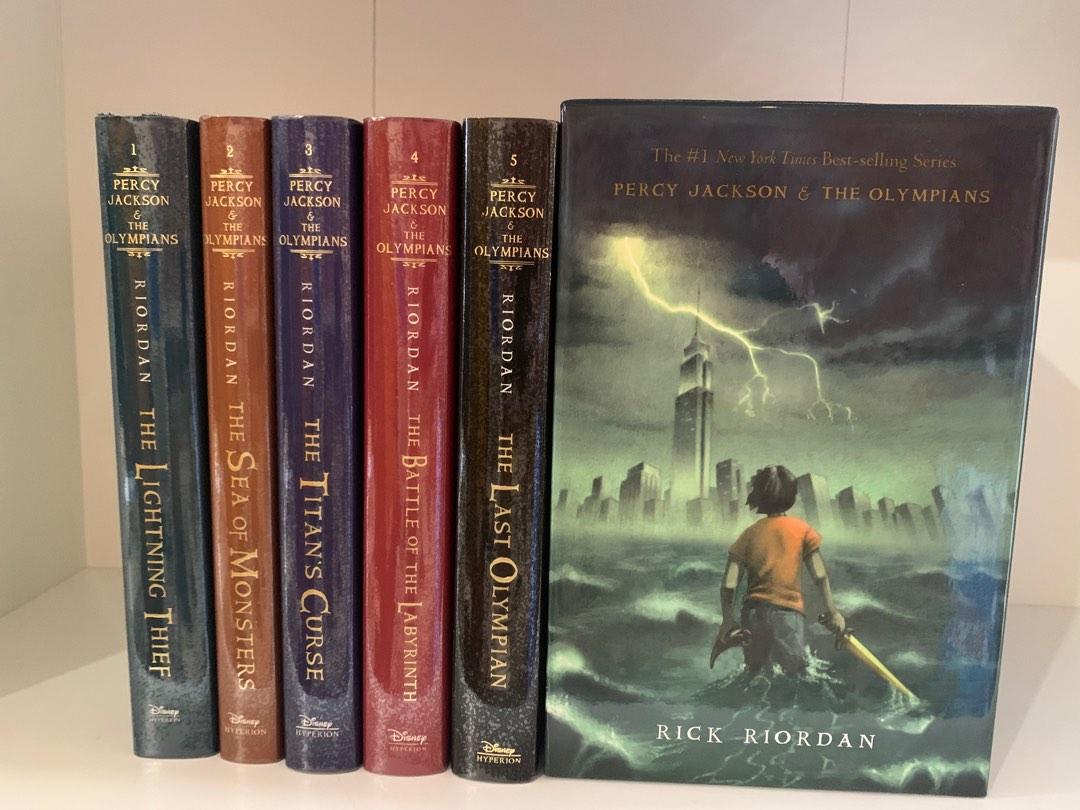 1
PERCY
JACKSON
&
THE
OLYMPIANS
RIORDAN THE LIGHTNING THIEF
Disney
HYPERION
2
PERCY
JACKSON
&
THE
OLYMPIANS
RIORDAN THE SEA OF MONSTERS
Disney
HYPERION
3
PERCY
JACKSON
&
THE
OLYMPIANS
RIORDAN THE TITAN'S CURSE
Disney
HYPERION
4
PERCY
JACKSON
&
THE
OLYMPIANS
RIORDAN THE BATTLE OF THE LABYRINTH
Disney
HYPERION
5
PERCY
JACKSON
&
THE
OLYMPIANS
RIORDAN THE LAST OLYMPIAN
Disney
HYPERION
The #1 New York Times Best-selling Series
PERCY JACKSON & THE OLYMPIANS
RICK RIORDAN